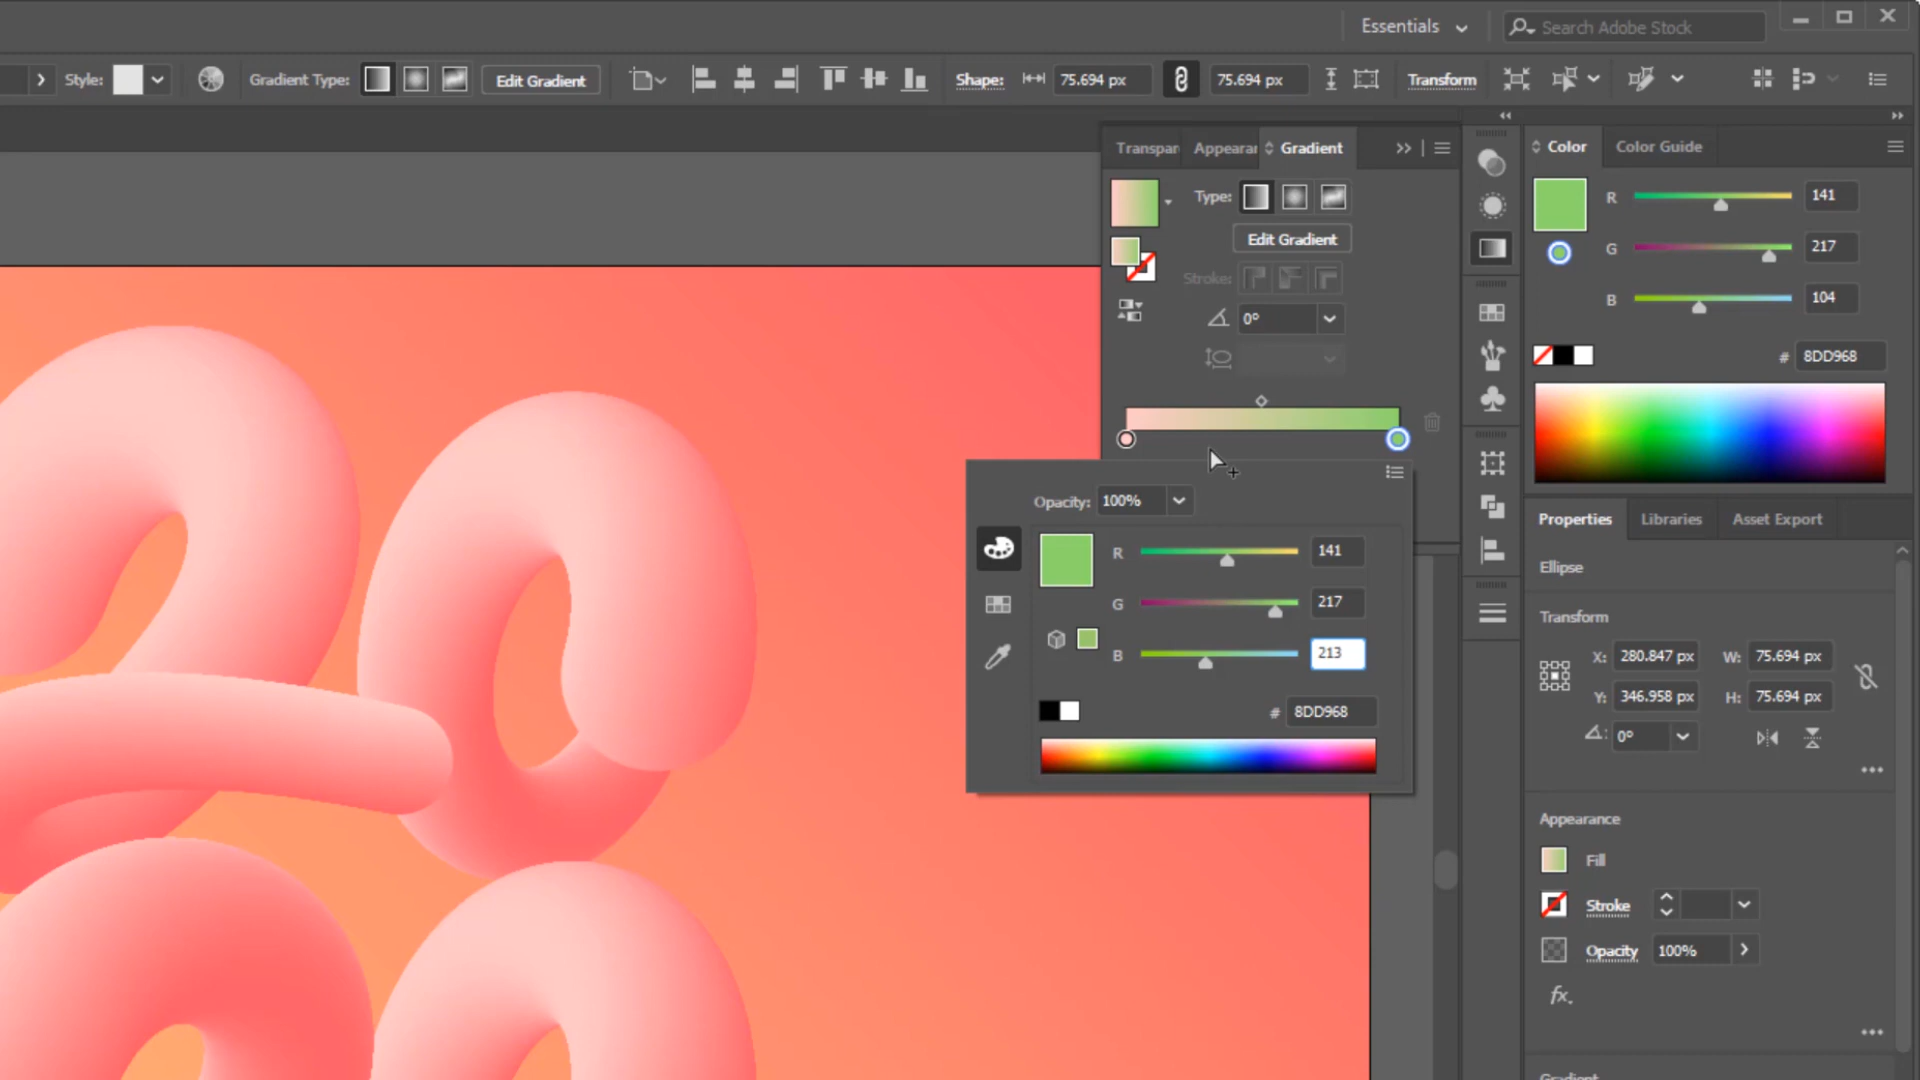 Essentials
Search Adobe Stock
Style:
Gradient Type:
Edit Gradient
Shape:
75.694 px
75.694 px
Transform
Transpar
Appearar
Gradient
Type:
Edit Gradient
Stroke:
0°
Color
Color Guide
R
141
G
217
B
104
#
8DD968
Opacity:
100%
R
141
G
217
B
213
#
8DD968
Properties
Libraries
Asset Export
Ellipse
Transform
X:
280.847 px
W:
75.694 px
Y:
346.958 px
H:
75.694 px
0°
Appearance
Fill
Stroke
Opacity
100%
fx.